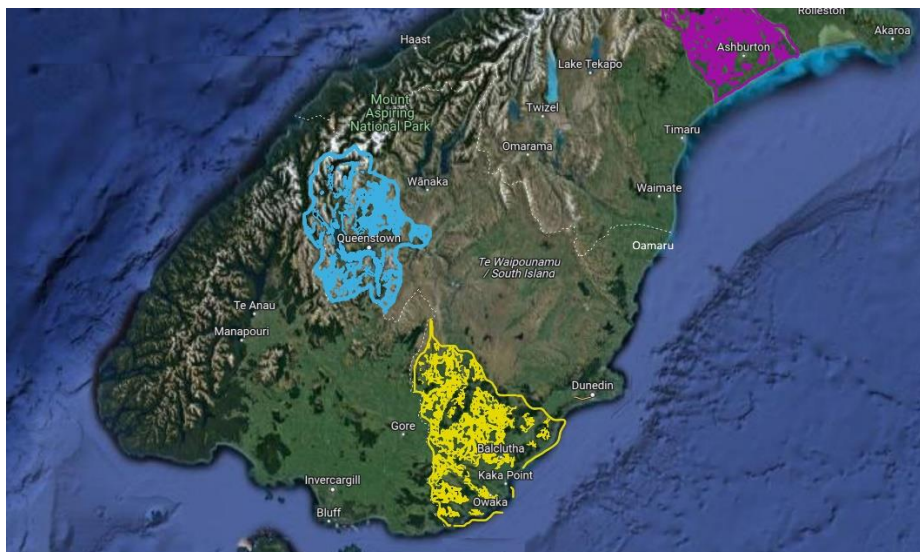 Rolleston
Akaroa
Haast
Ashburton
Lake Tekapo
Mount
Aspiring
National Park
Twizel
Timaru
Omarama
Wānaka
Waimate
Queenstown
Oamaru
Te Waipounamu
/ South Island
Te Anau
Manapouri
Dunedin
Gore
Balclutha
Kaka Point
Invercargill
Owaka
Bluff